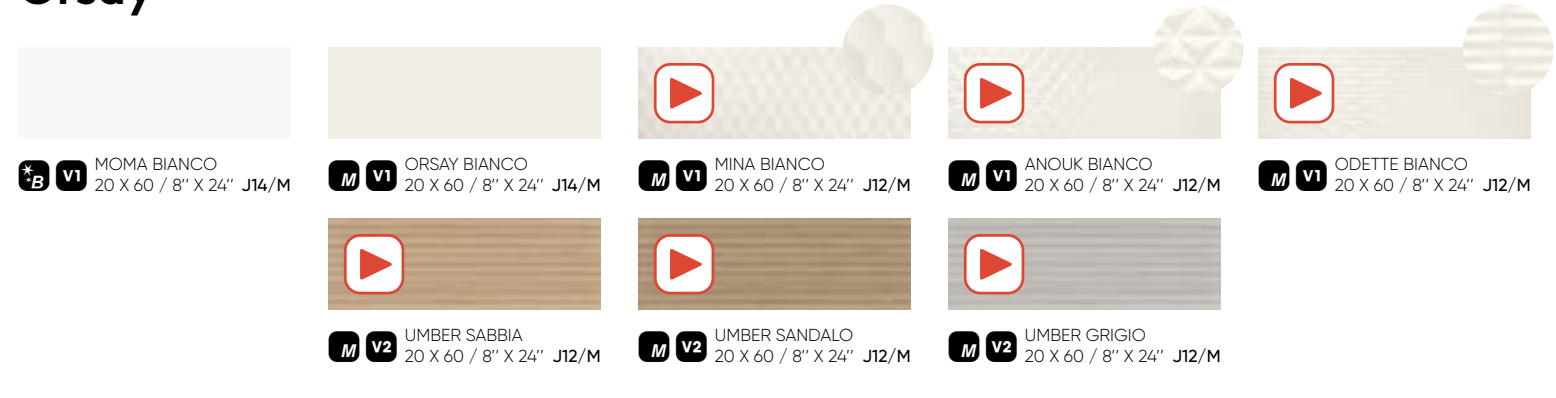 Orsay
B V1 MOMA BIANCO
20 X 60 / 8’’ X 24’’ J14/M
M V1 ORSAY BIANCO
20 X 60 / 8’’ X 24’’ J14/M
M V1 MINA BIANCO
20 X 60 / 8’’ X 24’’ J12/M
M V1 ANOUK BIANCO
20 X 60 / 8’’ X 24’’ J12/M
M V1 ODETTE BIANCO
20 X 60 / 8’’ X 24’’ J12/M
M V2 UMBER SABBIA
20 X 60 / 8’’ X 24’’ J12/M
M V2 UMBER SANDALO
20 X 60 / 8’’ X 24’’ J12/M
M V2 UMBER GRIGIO
20 X 60 / 8’’ X 24’’ J12/M